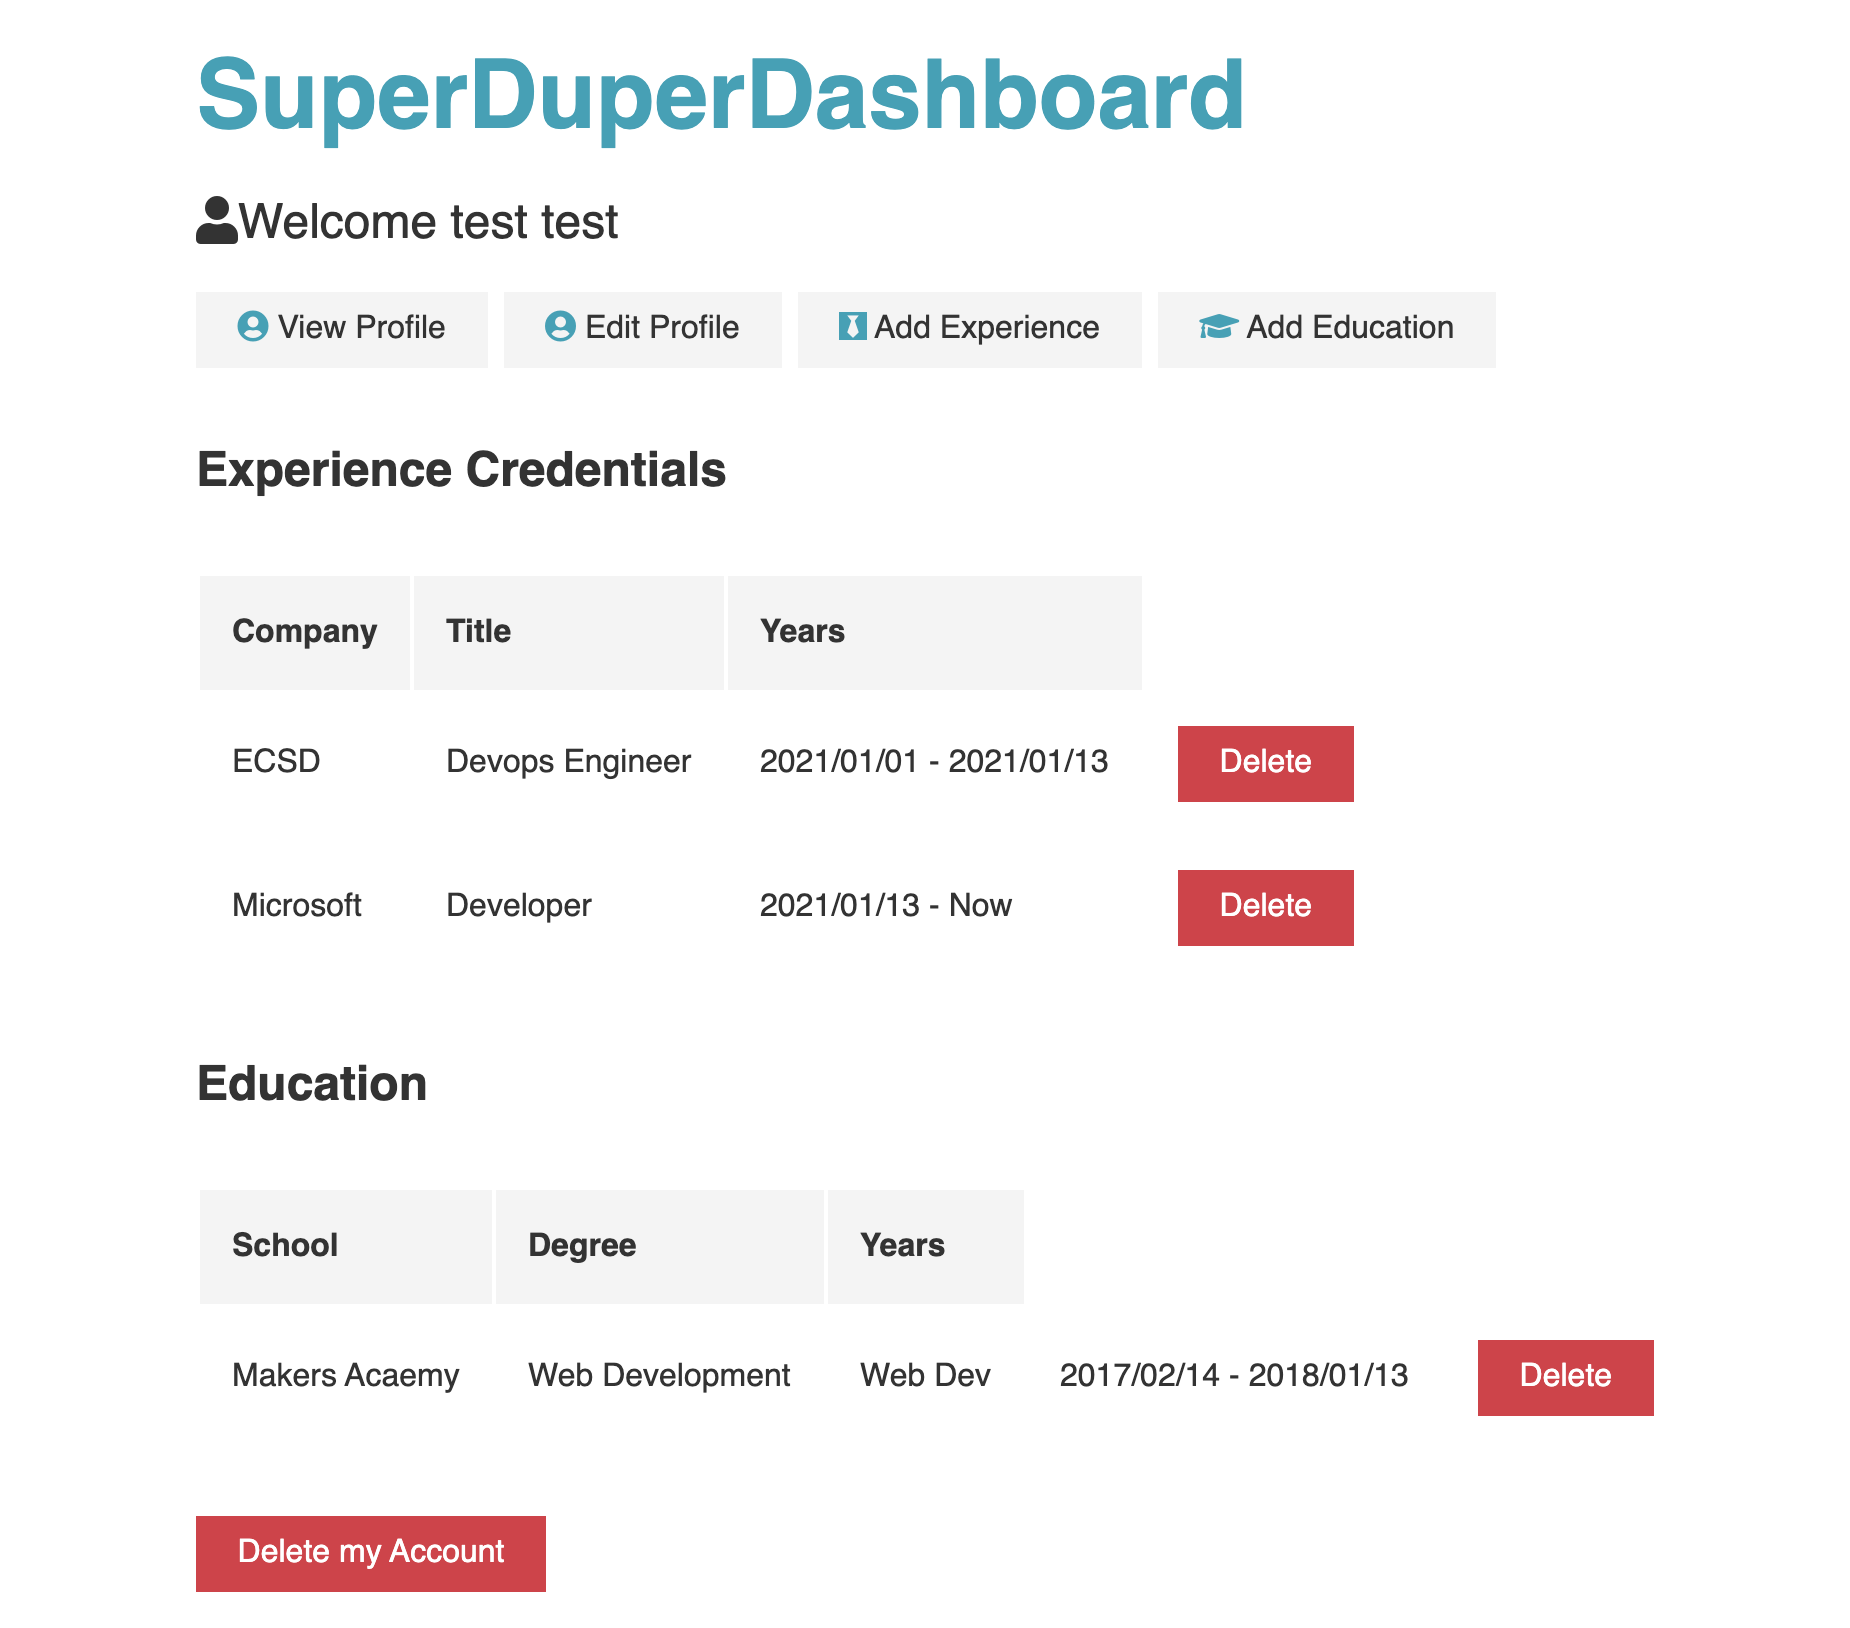 SuperDuperDashboard
Welcome test test
View Profile Edit Profile Add Experience Add Education
Experience Credentials
Company Title Years
ECSD Devops Engineer 2021/01/01 - 2021/01/13 Delete
Microsoft Developer 2021/01/13 - Now Delete
Education
School Degree Years
Makers Acaemy Web Development Web Dev 2017/02/14 - 2018/01/13 Delete
Delete my Account